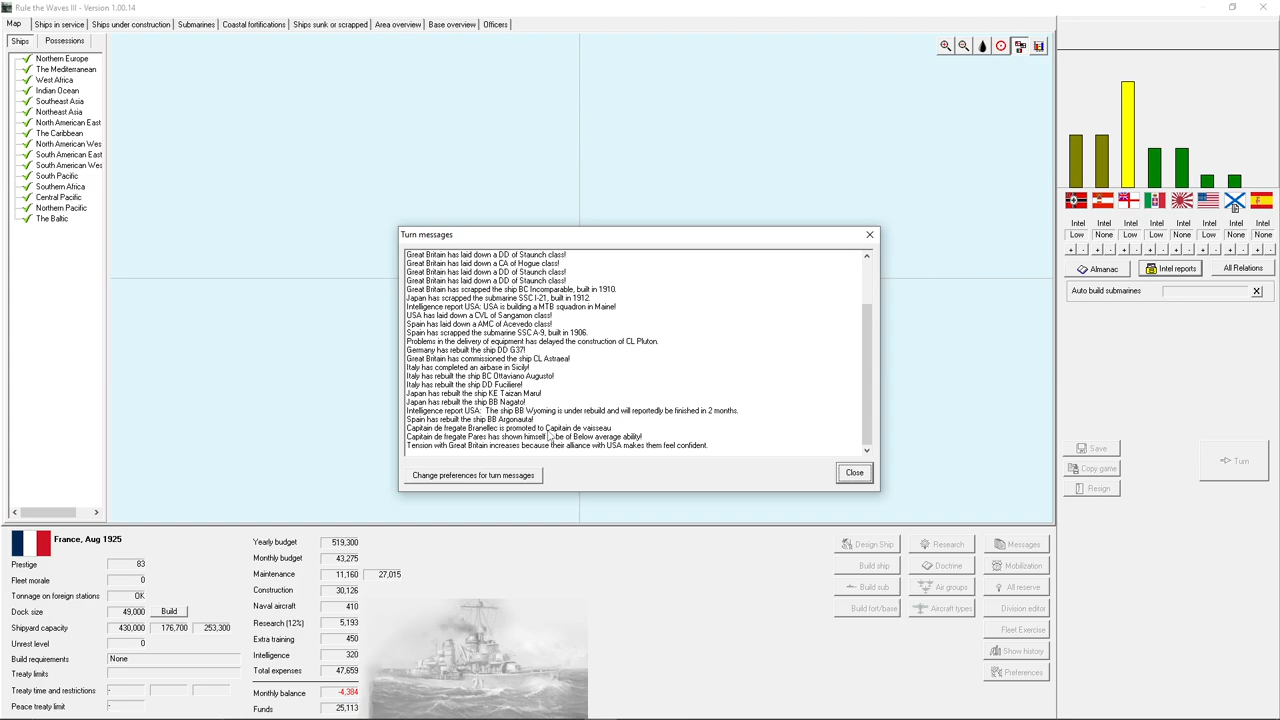 Rule the Waves III - Version 1.00.14
Map
Ships in service
Ships under construction
Submarines
Coastal fortifications
Ships sunk or scrapped
Area overview
Base overview
Officers
Ships
Possessions
Northern Europe
The Mediterranean
West Africa
Indian Ocean
Southeast Asia
Northeast Asia
North American East
The Caribbean
North American Wes
South American East
South American Wes
South Pacific
Southern Africa
Central Pacific
Northern Pacific
The Baltic
Turn messages
Great Britain has laid down a DD of Staunch class!
Great Britain has laid down a CA of Hogue class!
Great Britain has laid down a DD of Staunch class!
Great Britain has laid down a DD of Staunch class!
Great Britain has scrapped the ship BC Incomparable, built in 1910.
Japan has scrapped the submarine SSC I-21, built in 1912.
Intelligence report USA: USA is building a MTB squadron in Maine!
USA has laid down a CVL of Sangamon class!
Spain has laid down a AMC of Acevedo class!
Spain has scrapped the submarine SSC A-9, built in 1906.
Problems in the delivery of equipment has delayed the construction of CL Pluton.
Germany has rebuilt the ship DD G37!
Great Britain has commissioned the ship CL Astraea!
Italy has completed an airbase in Sicily!
Italy has rebuilt the ship BC Ottaviano Augusto!
Italy has rebuilt the ship DD Fuciliere!
Japan has rebuilt the ship KE Taizan Maru!
Japan has rebuilt the ship BB Nagato!
Intelligence report USA: The ship BB Wyoming is under rebuild and will reportedly be finished in 2 months.
Spain has rebuilt the ship BB Argonauta!
Capitain de fregate Branellec is promoted to Capitain de vaisseau
Capitain de fregate Pares has shown himself be of Below average ability!
Tension with Great Britain increases because their alliance with USA makes them feel confident.
Change preferences for turn messages
Close
Intel Intel Intel Intel Intel Intel Intel Intel
Low None Low None None Low None None
+ - + - + - + - + - + - + - + -
Almanac
Intel reports
All Relations
Auto build submarines
Save
Copy game
Resign
Turn
France, Aug 1925
Prestige 83
Fleet morale 0
Tonnage on foreign stations OK
Dock size 49,000 Build
Shipyard capacity 430,000 176,700 253,300
Unrest level 0
Build requirements None
Treaty limits
Treaty time and restrictions -
Peace treaty limit -
Yearly budget 519,300
Monthly budget 43,275
Maintenance 11,160 27,015
Construction 30,126
Naval aircraft 410
Research (12%) 5,193
Extra training 450
Intelligence 320
Total expenses 47,659
Monthly balance -4,384
Funds 25,113
Design Ship
Research
Messages
Build ship
Doctrine
Mobilization
Build sub
Air groups
All reserve
Build fort/base
Aircraft types
Division editor
Fleet Exercise
Show history
Preferences